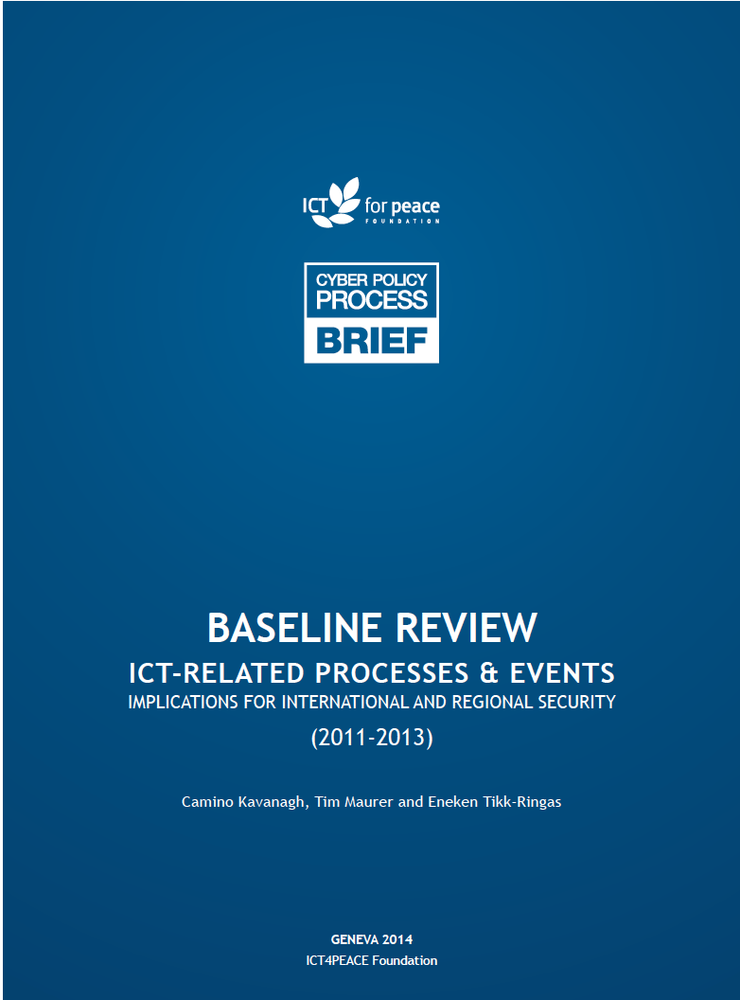 ICT for peace
FOUNDATION
CYBER POLICY
PROCESS
BRIEF
BASELINE REVIEW
ICT-RELATED PROCESSES & EVENTS
IMPLICATIONS FOR INTERNATIONAL AND REGIONAL SECURITY
(2011-2013)
Camino Kavanagh, Tim Maurer and Eneken Tikk-Ringas
GENEVA 2014
ICT4PEACE Foundation